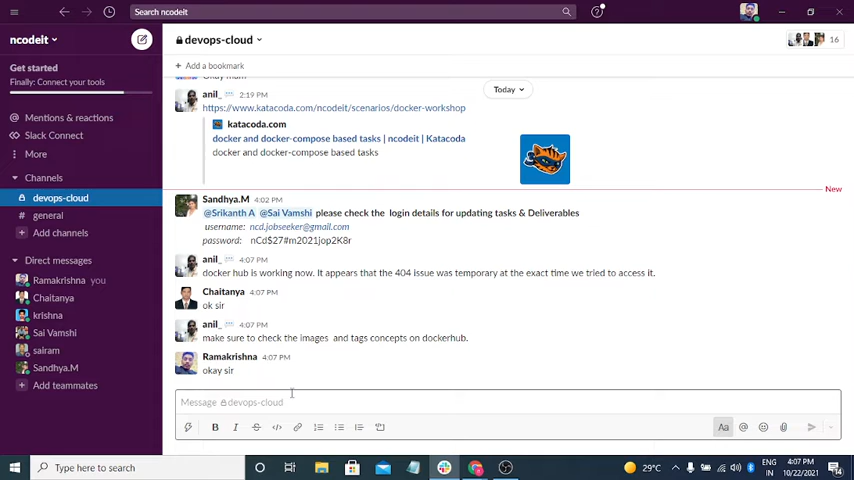 Search ncodeit
ncodeit
devops-cloud
16
Get started
Finally: Connect your tools
Add a bookmark
Okay mam
Today
Mentions & reactions
Slack Connect
More
Channels
devops-cloud
general
Add channels
Direct messages
Ramakrishna you
Chaitanya
krishna
Sai Vamshi
sairam
Sandhya.M
Add teammates
anil_ 2:19 PM
https://www.katacoda.com/ncodeit/scenarios/docker-workshop
katacoda.com
docker and docker-compose based tasks | ncodeit | Katacoda
docker and docker-compose based tasks
New
Sandhya.M 4:02 PM
@Srikanth A @Sai Vamshi please check the login details for updating tasks & Deliverables
username: ncd.jobseeker@gmail.com
password: nCd$27#m2021jop2K8r
anil_ 4:07 PM
docker hub is working now. It appears that the 404 issue was temporary at the exact time we tried to access it.
Chaitanya 4:07 PM
ok sir
anil_ 4:07 PM
make sure to check the images and tags concepts on dockerhub.
Ramakrishna 4:07 PM
okay sir
Message devops-cloud
B I S </> Aa @
Type here to search
29°C
ENG
IN
4:07 PM
10/22/2021
14